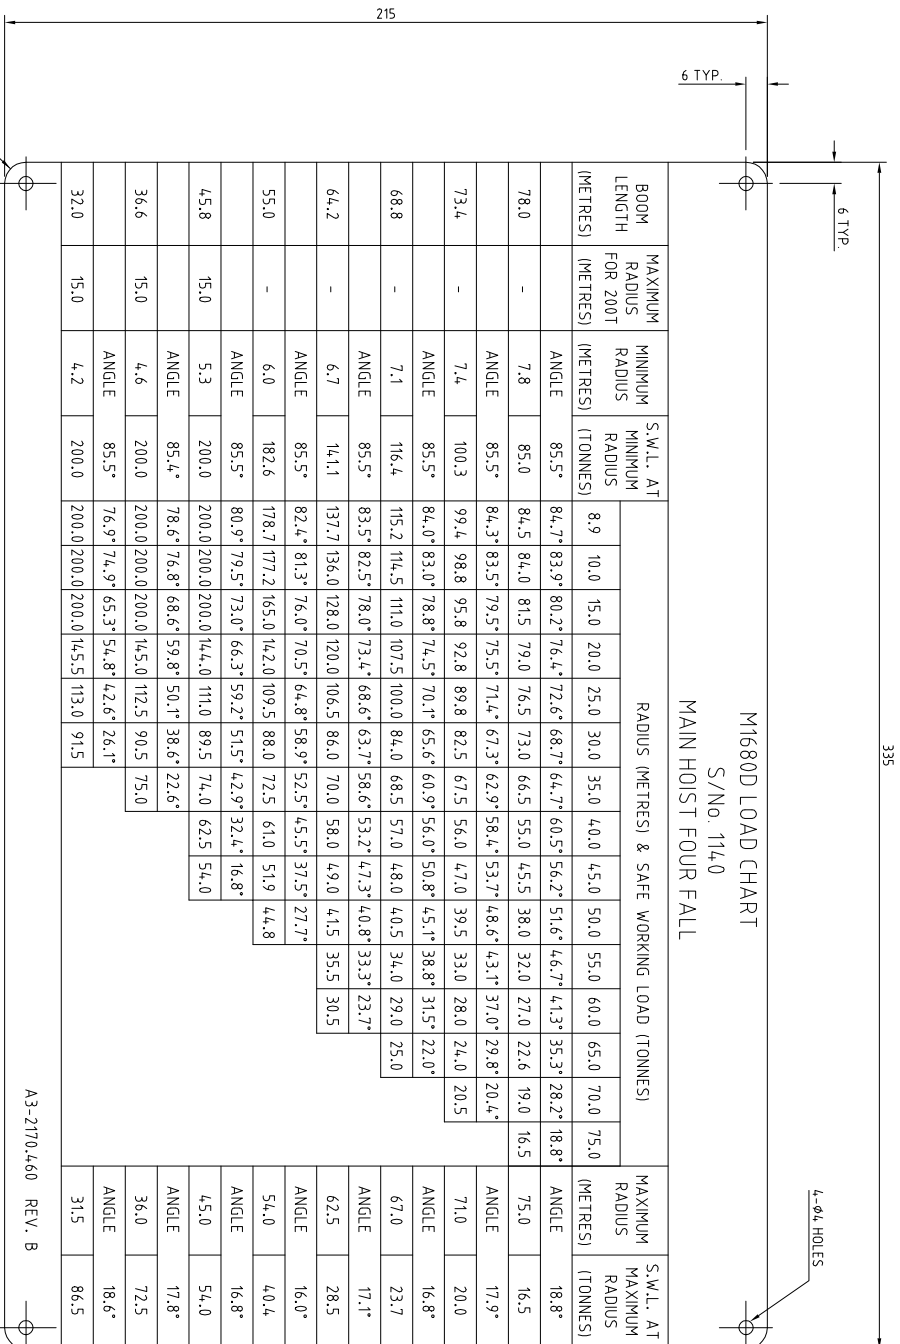 335
215
6 TYP.
6 TYP.
4-Ø4 HOLES
M1680D LOAD CHART
S/No. 1140
MAIN HOIST FOUR FALL
BOOM LENGTH (METRES)
MAXIMUM RADIUS FOR 200T (METRES)
MINIMUM RADIUS (METRES)
S.W.L. AT MINIMUM RADIUS (TONNES)
RADIUS (METRES) & SAFE WORKING LOAD (TONNES)
MAXIMUM RADIUS (METRES)
S.W.L. AT MAXIMUM RADIUS (TONNES)
8.9 10.0 15.0 20.0 25.0 30.0 35.0 40.0 45.0 50.0 55.0 60.0 65.0 70.0 75.0
ANGLE 85.5° 84.7° 83.9° 80.2° 76.4° 72.6° 68.7° 64.7° 60.5° 56.2° 51.6° 46.7° 41.3° 35.3° 28.2° 18.8° ANGLE 18.8°
78.0 - 7.8 85.0 84.5 84.0 81.5 79.0 76.5 73.0 66.5 55.0 45.5 38.0 32.0 27.0 22.6 19.0 16.5 75.0 16.5
ANGLE 85.5° 84.3° 83.5° 79.5° 75.5° 71.4° 67.3° 62.9° 58.4° 53.7° 48.6° 43.1° 37.0° 29.8° 20.4° ANGLE 17.9°
73.4 - 7.4 100.3 99.4 98.8 95.8 92.8 89.8 82.5 67.5 56.0 47.0 39.5 33.0 28.0 24.0 20.5 71.0 20.0
ANGLE 85.5° 84.0° 83.0° 78.8° 74.5° 70.1° 65.6° 60.9° 56.0° 50.8° 45.1° 38.8° 31.5° 22.0° ANGLE 16.8°
68.8 - 7.1 116.4 115.2 114.5 111.0 107.5 100.0 84.0 68.5 57.0 48.0 40.5 34.0 29.0 25.0 67.0 23.7
ANGLE 85.5° 83.5° 82.5° 78.0° 73.4° 68.6° 63.7° 58.6° 53.2° 47.3° 40.8° 33.3° 23.7° ANGLE 17.1°
64.2 - 6.7 141.1 137.7 136.0 128.0 120.0 106.5 86.0 70.0 58.0 49.0 41.5 35.5 30.5 62.5 28.5
ANGLE 85.5° 82.4° 81.3° 76.0° 70.5° 64.8° 58.9° 52.5° 45.5° 37.5° 27.7° ANGLE 16.0°
55.0 - 6.0 182.6 178.7 177.2 165.0 142.0 109.5 88.0 72.5 61.0 51.9 44.8 54.0 40.4
ANGLE 85.5° 80.9° 79.5° 73.0° 66.3° 59.2° 51.5° 42.9° 32.4° 16.8° ANGLE 16.8°
45.8 15.0 5.3 200.0 200.0 200.0 200.0 144.0 111.0 89.5 74.0 62.5 54.0 45.0 54.0
ANGLE 85.4° 78.6° 76.8° 68.6° 59.8° 50.1° 38.6° 22.6° ANGLE 17.8°
36.6 15.0 4.6 200.0 200.0 200.0 200.0 145.0 112.5 90.5 75.0 36.0 72.5
ANGLE 85.5° 76.9° 74.9° 65.3° 54.8° 42.6° 26.1° ANGLE 18.6°
32.0 15.0 4.2 200.0 200.0 200.0 200.0 145.5 113.0 91.5 31.5 86.5
A3-2170.460 REV. B